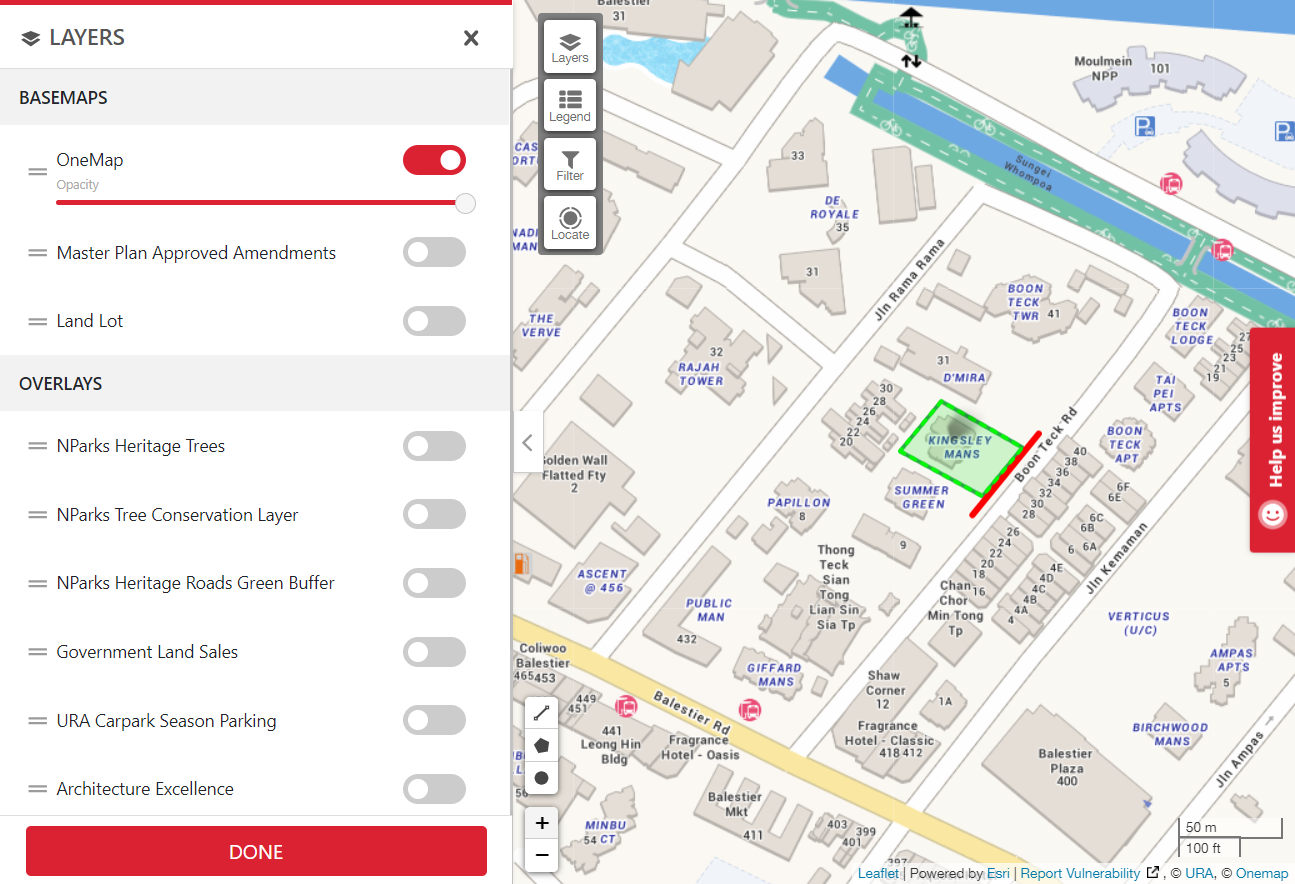 LAYERS
BASEMAPS
OneMap
Opacity
Master Plan Approved Amendments
Land Lot
OVERLAYS
NParks Heritage Trees
NParks Tree Conservation Layer
NParks Heritage Roads Green Buffer
Government Land Sales
URA Carpark Season Parking
Architecture Excellence
DONE
Layers
Legend
Filter
Locate
Balestier
31
Moulmein
NPP
101
P
P
Sungei
Whompoa
33
DE
ROYALE
35
31
Jln Rama Rama
THE
VERVE
32
RAJAH
TOWER
BOON
TECK
TWR
41
BOON
TECK
LODGE
27
25
23
21
19
31
D'MIRA
TAI
PEI
APTS
30
28
26
24
22
20
KINGSLEY
MANS
Boon Teck Rd
BOON
TECK
APT
40
38
36
34
32
30
28
Golden Wall
Flatted Fty
2
SUMMER
GREEN
PAPILLON
8
9
6F
6E
6C
6B
6A
6
4E
4D
4C
4B
4A
4
26
24
22
20
18
16
Jln Kemaman
Thong
Teck
Sian
Tong
Lian Sin
Sia Tp
Chan
Chor
Min Tong
Tp
ASCENT
@ 456
PUBLIC
MAN
432
VERTICUS
(U/C)
AMPAS
APTS
5
Coliwoo
Balestier
465453
GIFFARD
MANS
Shaw
Corner
12
1A
449
451
Balestier Rd
441
Leong Hin
Bldg
Fragrance
Hotel - Oasis
Fragrance
Hotel - Classic
418 412
BIRCHWOOD
MANS
Jln Ampas
Balestier
Plaza
400
Balestier
Mkt
411
403
399
401
397
MINBU
54 CT
+
−
50 m
100 ft
Help us improve
Leaflet | Powered by Esri | Report Vulnerability , © URA, © Onemap